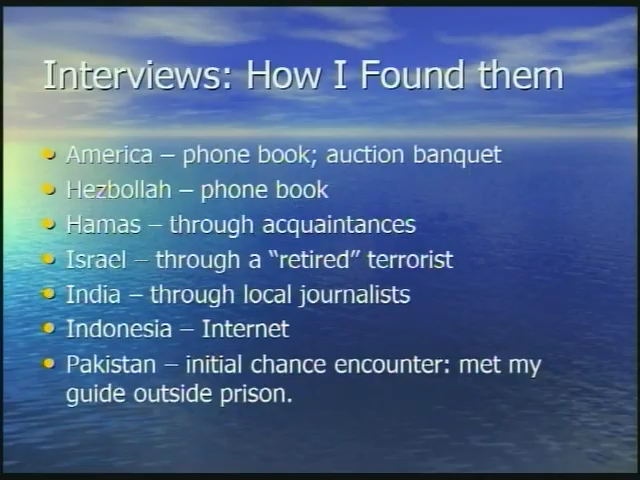 Interviews: How I Found them
• America – phone book; auction banquet
• Hezbollah – phone book
• Hamas – through acquaintances
• Israel – through a “retired” terrorist
• India – through local journalists
• Indonesia – Internet
• Pakistan – initial chance encounter: met my
guide outside prison.